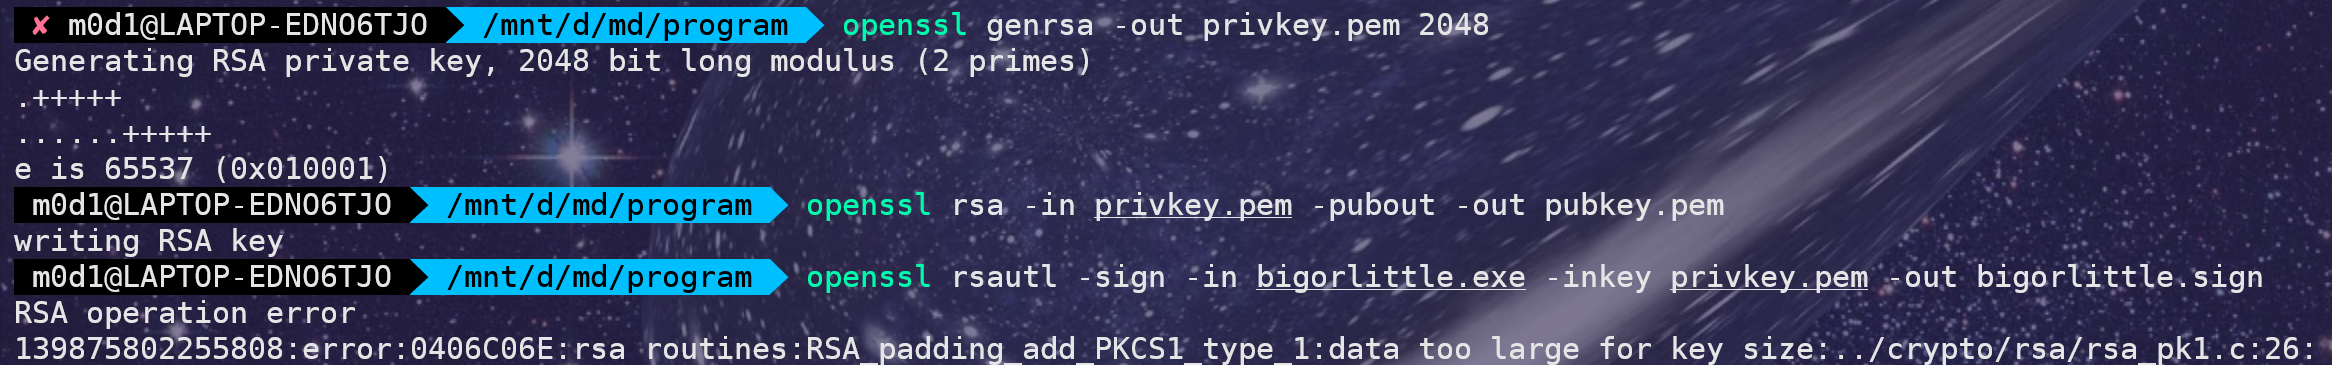 ✘ m0d1@LAPTOP-EDNO6TJO /mnt/d/md/program openssl genrsa -out privkey.pem 2048
Generating RSA private key, 2048 bit long modulus (2 primes)
.+++++
......+++++
e is 65537 (0x010001)
m0d1@LAPTOP-EDNO6TJO /mnt/d/md/program openssl rsa -in privkey.pem -pubout -out pubkey.pem
writing RSA key
m0d1@LAPTOP-EDNO6TJO /mnt/d/md/program openssl rsautl -sign -in bigorlittle.exe -inkey privkey.pem -out bigorlittle.sign
RSA operation error
139875802255808:error:0406C06E:rsa routines:RSA_padding_add_PKCS1_type_1:data too large for key size:../crypto/rsa/rsa_pk1.c:26: